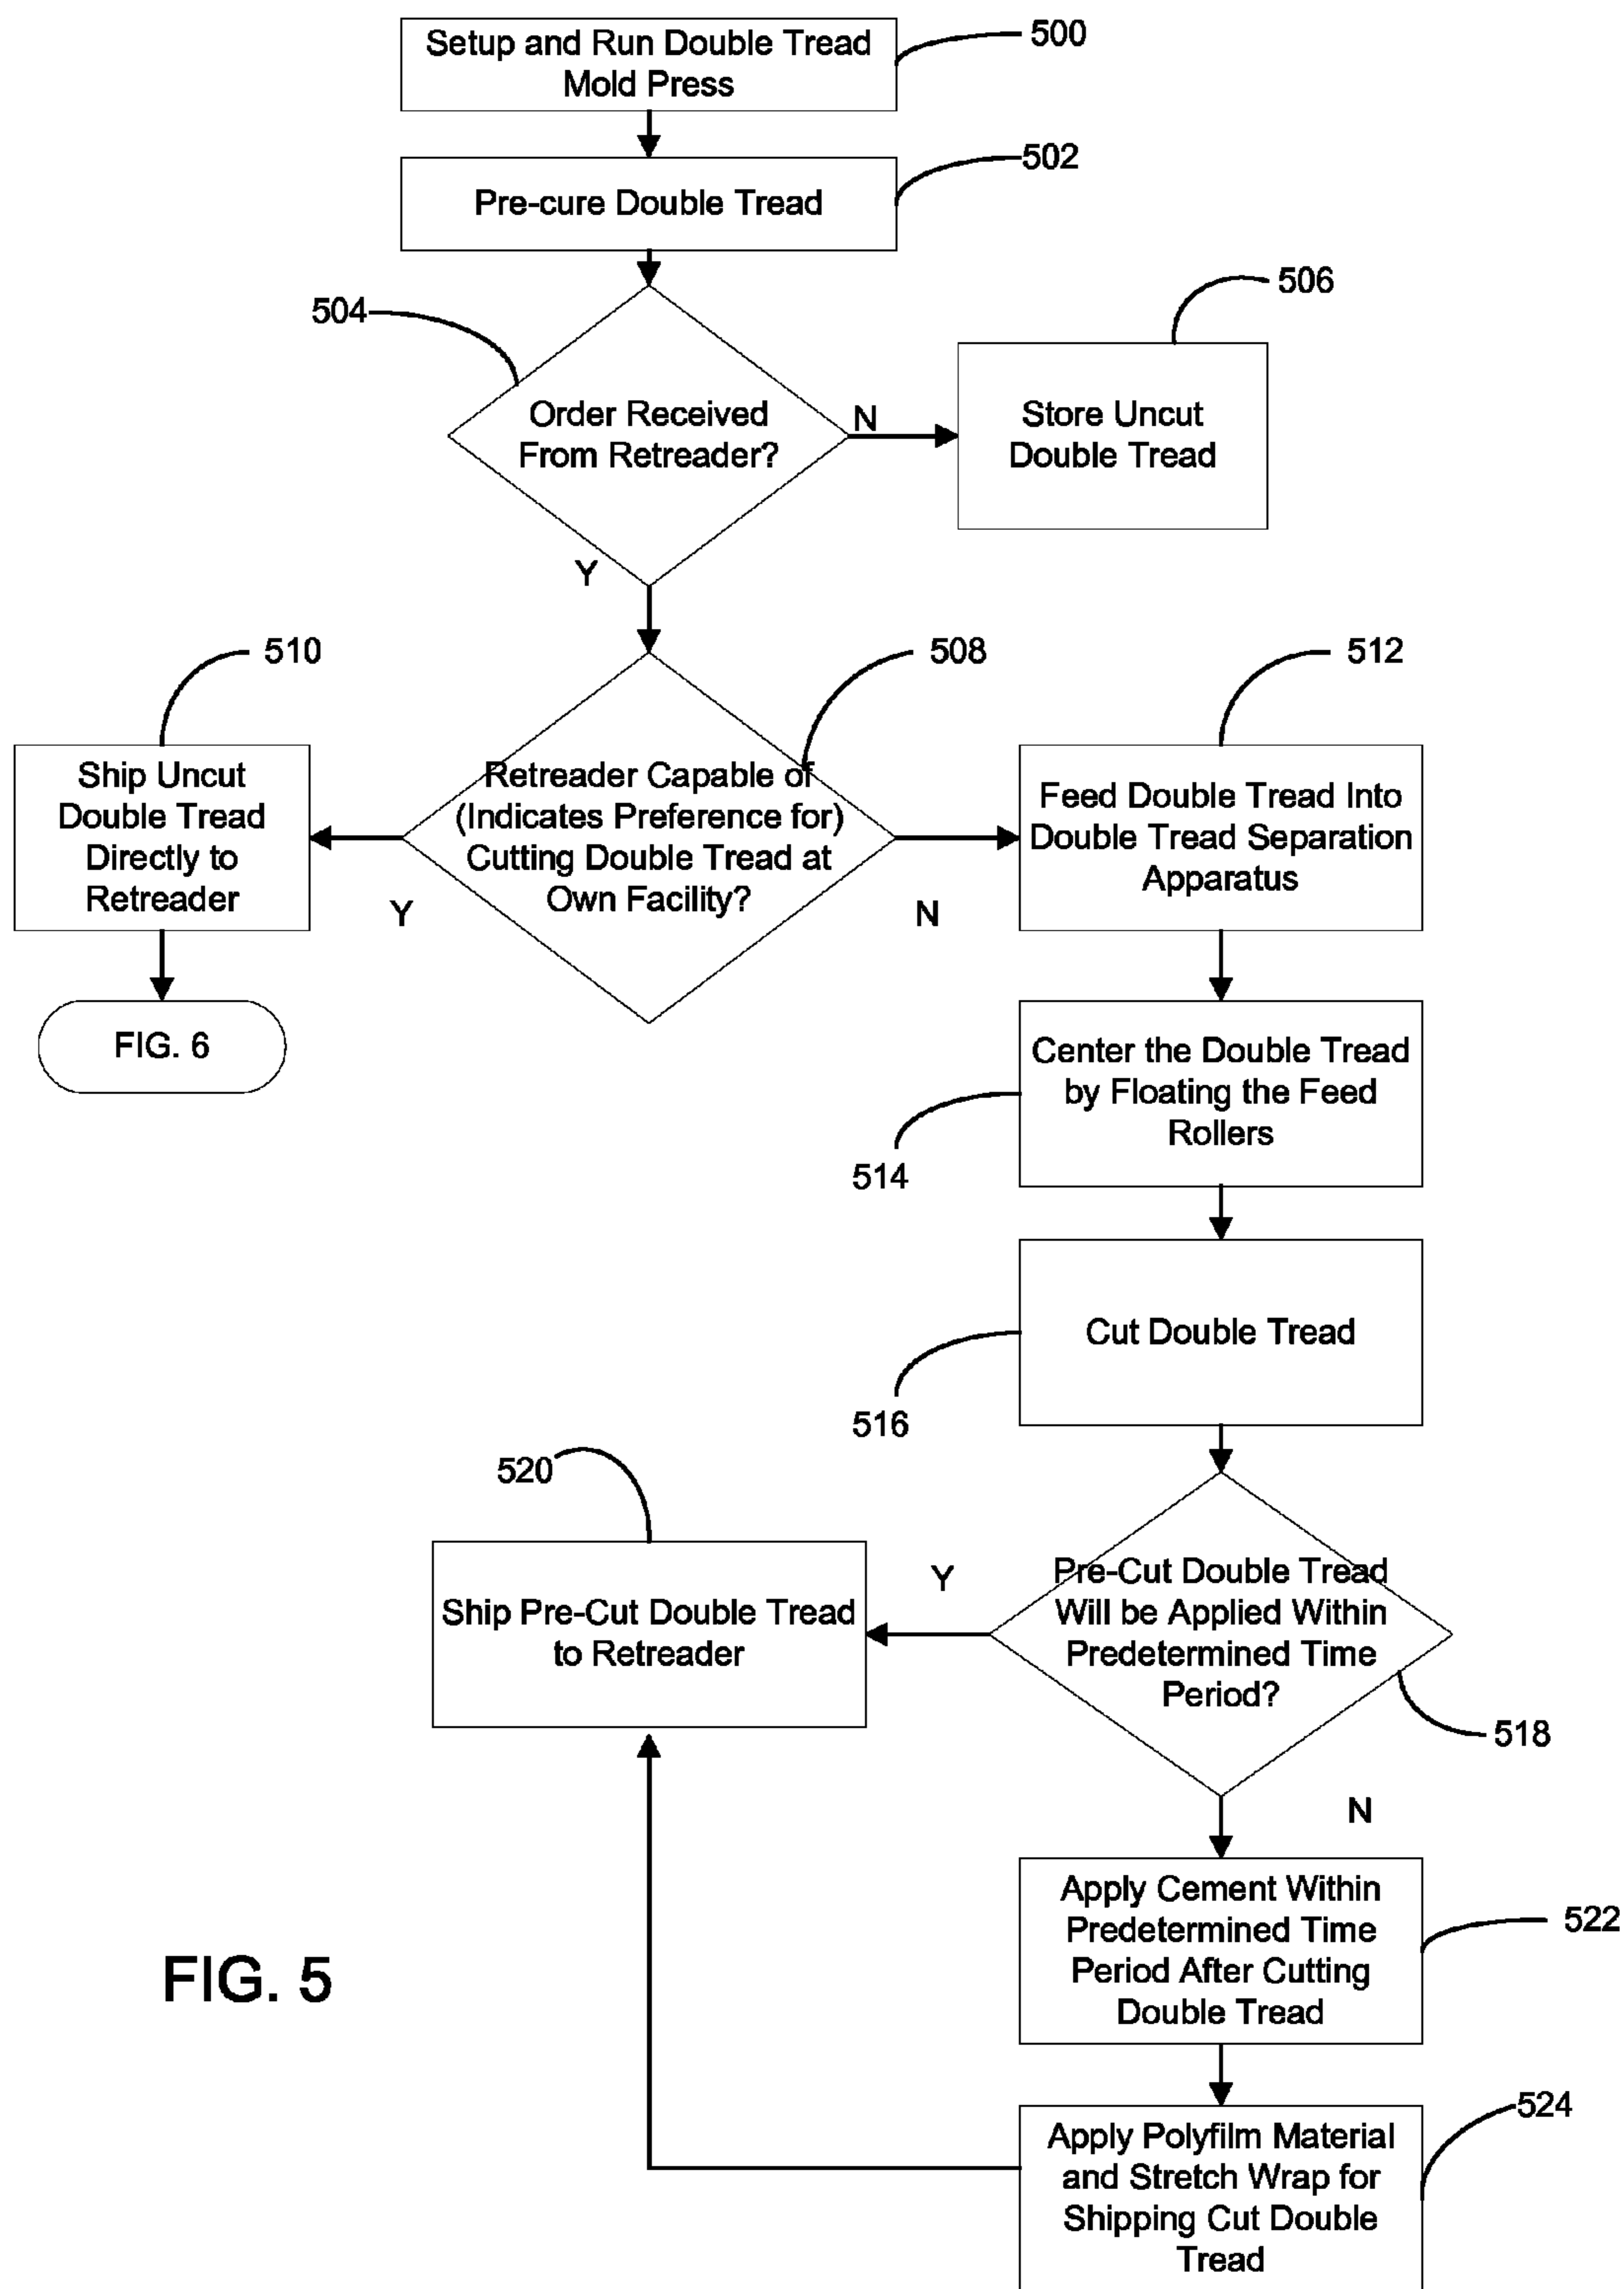 Setup and Run Double Tread
Mold Press
500
Pre-cure Double Tread
502
504
Order Received
From Retreader?
N
Y
506
Store Uncut
Double Tread
510
Ship Uncut
Double Tread
Directly to
Retreader
FIG. 6
508
Retreader Capable of
(Indicates Preference for)
Cutting Double Tread at
Own Facility?
Y
N
512
Feed Double Tread Into
Double Tread Separation
Apparatus
Center the Double Tread
by Floating the Feed
Rollers
514
Cut Double Tread
516
520
Ship Pre-Cut Double Tread
to Retreader
Y
Pre-Cut Double Tread
Will be Applied Within
Predetermined Time
Period?
518
N
Apply Cement Within
Predetermined Time
Period After Cutting
Double Tread
522
FIG. 5
Apply Polyfilm Material
and Stretch Wrap for
Shipping Cut Double
Tread
524